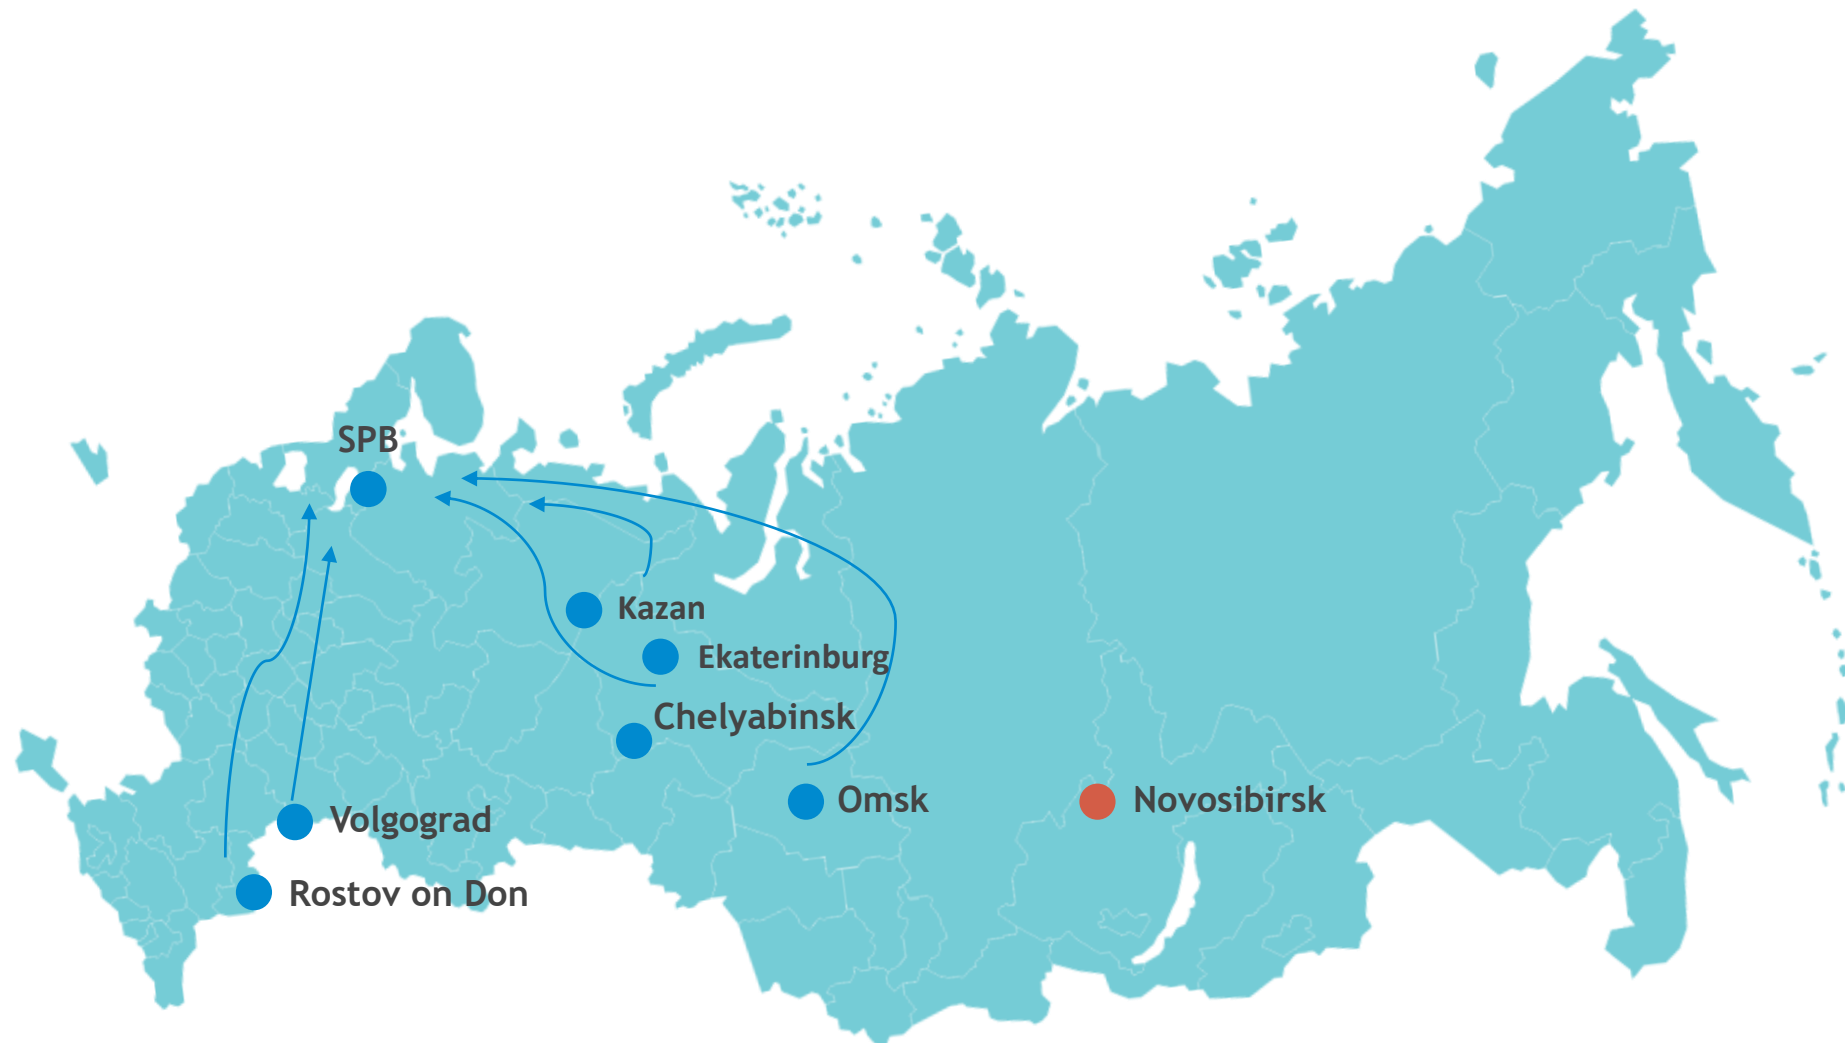 SPB
Kazan
Ekaterinburg
Chelyabinsk
Omsk
Novosibirsk
Volgograd
Rostov on Don